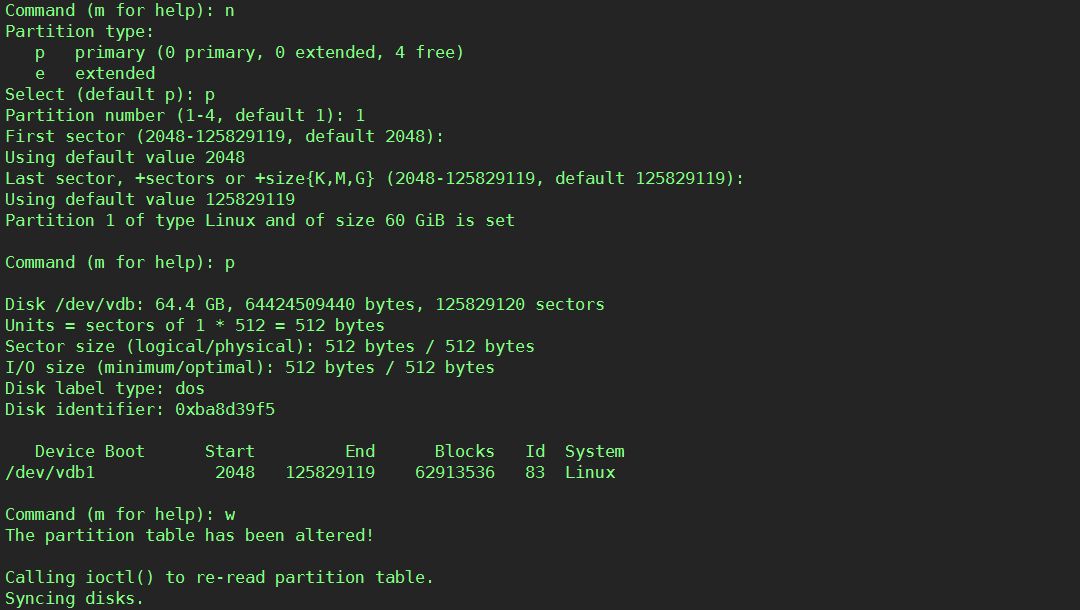 Command (m for help): n
Partition type:
   p   primary (0 primary, 0 extended, 4 free)
   e   extended
Select (default p): p
Partition number (1-4, default 1): 1
First sector (2048-125829119, default 2048):
Using default value 2048
Last sector, +sectors or +size{K,M,G} (2048-125829119, default 125829119):
Using default value 125829119
Partition 1 of type Linux and of size 60 GiB is set

Command (m for help): p

Disk /dev/vdb: 64.4 GB, 64424509440 bytes, 125829120 sectors
Units = sectors of 1 * 512 = 512 bytes
Sector size (logical/physical): 512 bytes / 512 bytes
I/O size (minimum/optimal): 512 bytes / 512 bytes
Disk label type: dos
Disk identifier: 0xba8d39f5

   Device Boot      Start         End      Blocks   Id  System
/dev/vdb1            2048   125829119    62913536   83  Linux

Command (m for help): w
The partition table has been altered!

Calling ioctl() to re-read partition table.
Syncing disks.